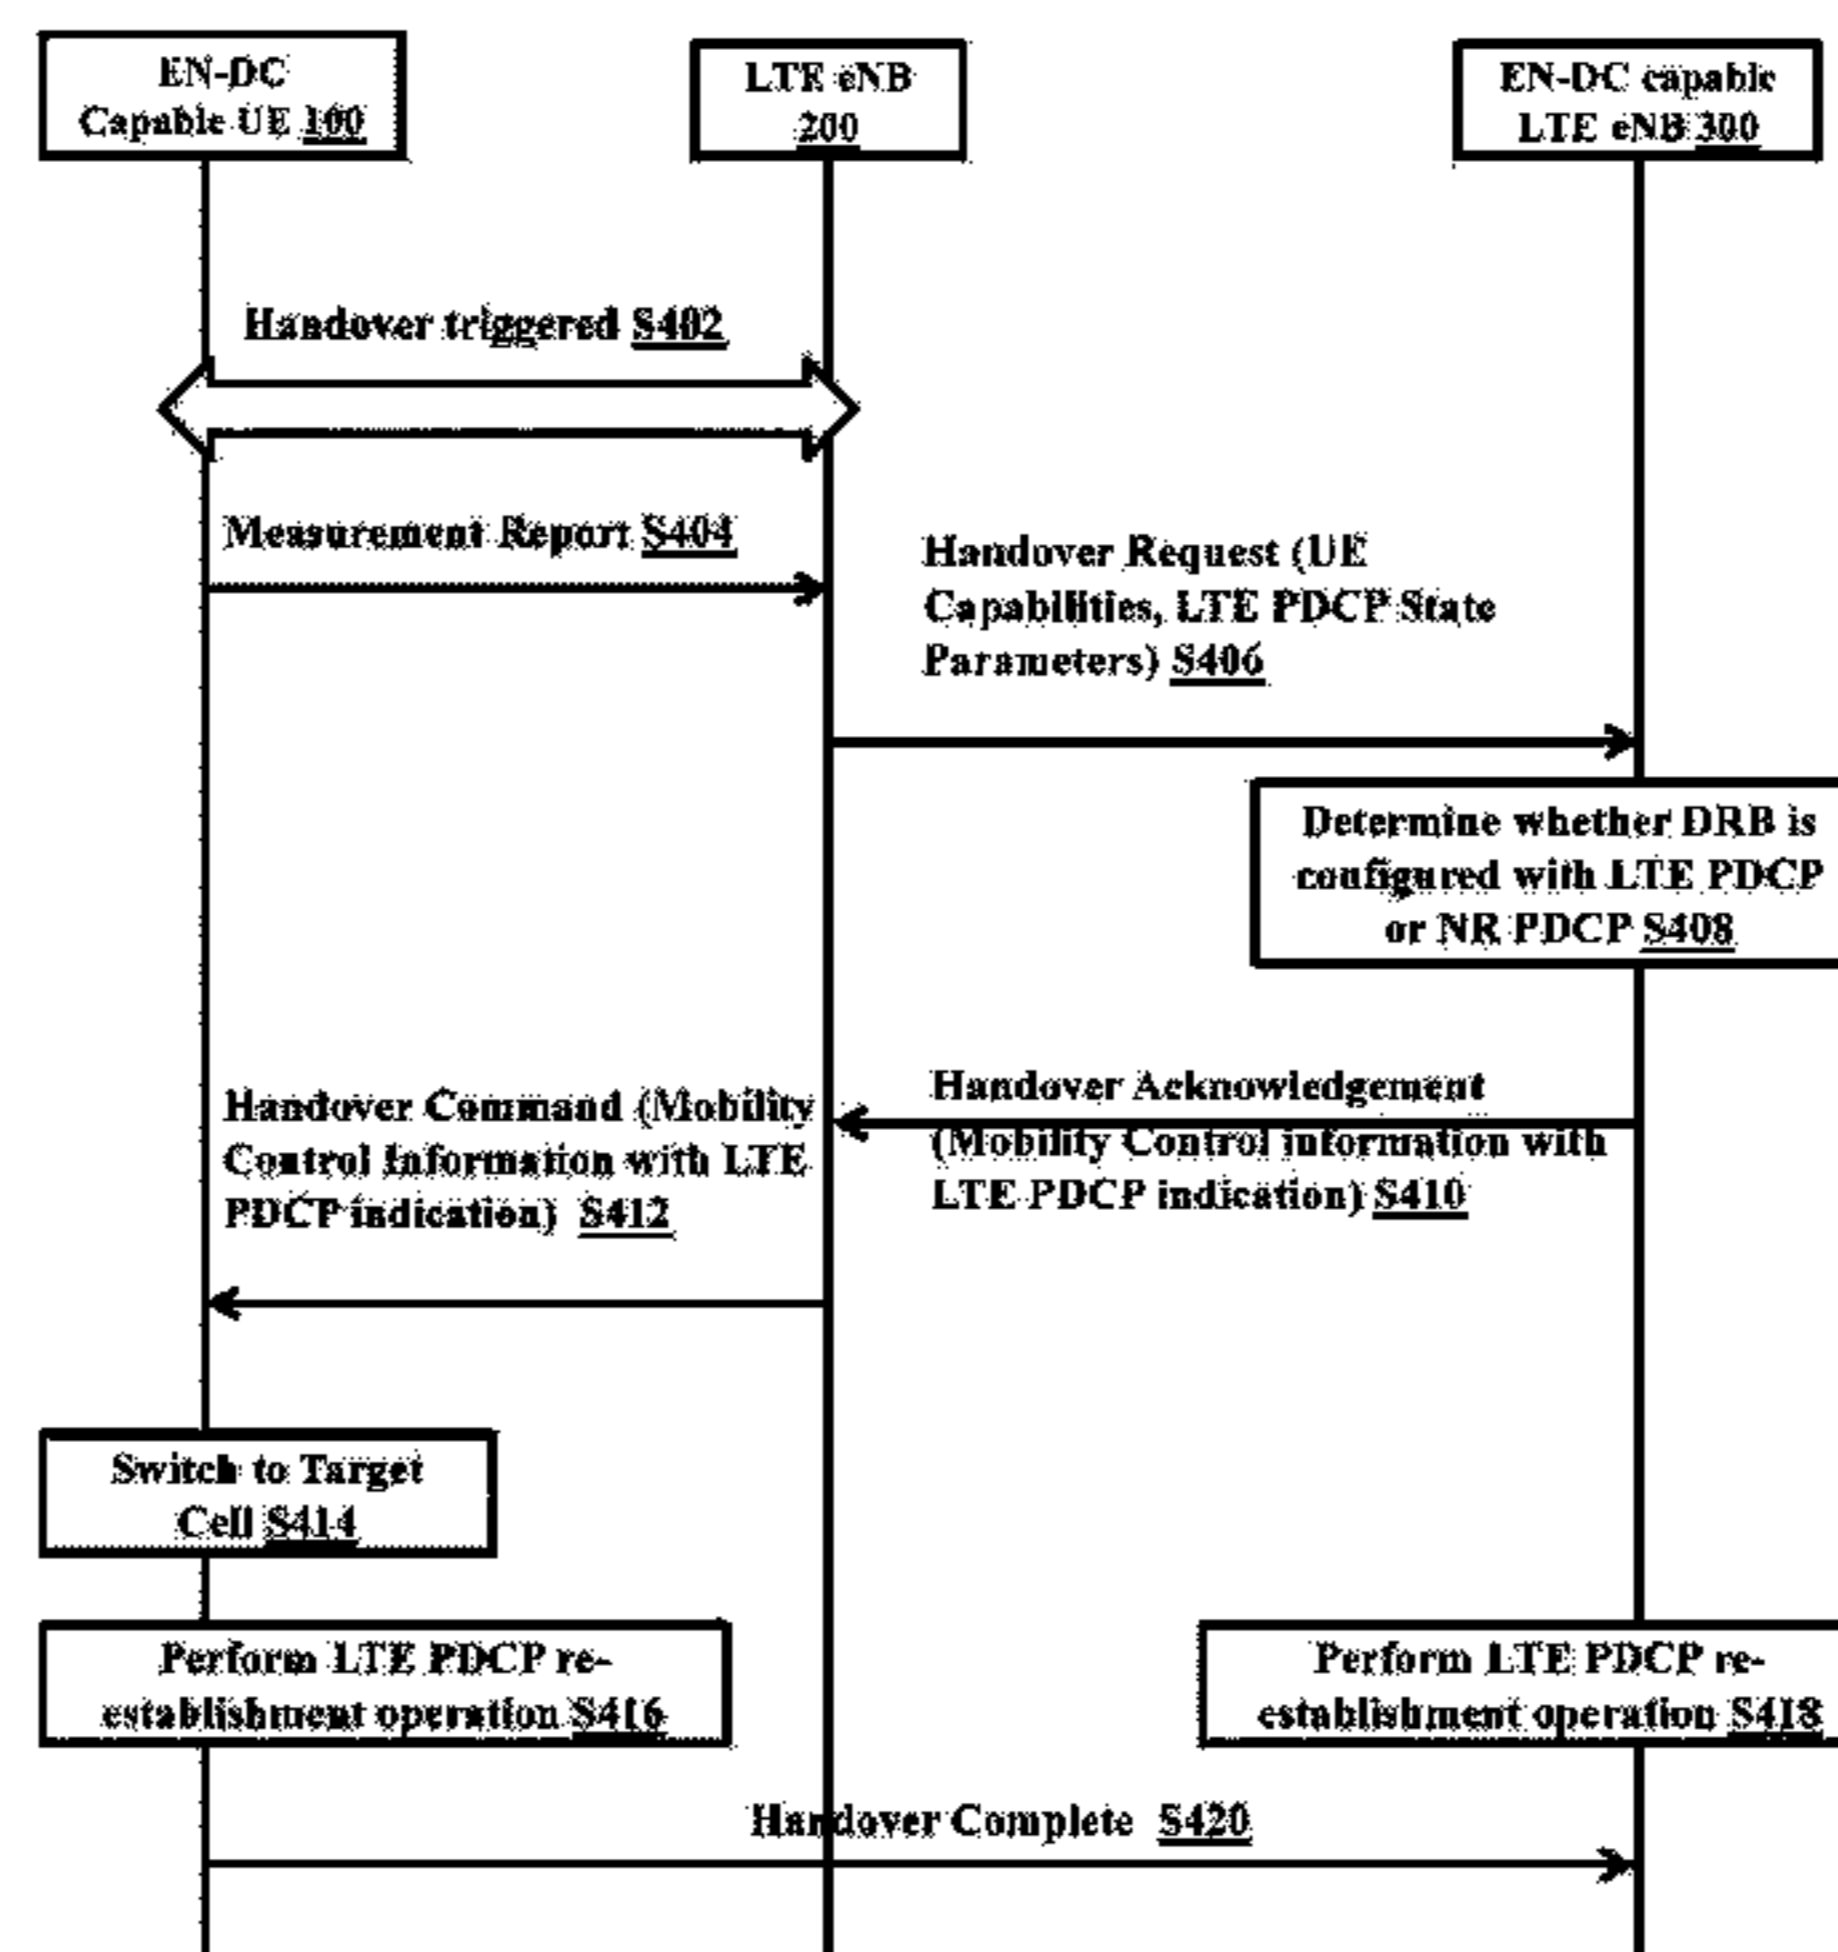 EN-DC
Capable UE 100
LTE eNB
200
EN-DC capable
LTE eNB 300
Handover triggered S402
Measurement Report S404
Handover Request (UE
Capabilities, LTE PDCP State
Parameters) S406
Determine whether DRB is
configured with LTE PDCP
or NR PDCP S408
Handover Acknowledgement
(Mobility Control information with
LTE PDCP indication) S410
Handover Command (Mobility
Control Information with LTE
PDCP indication) S412
Switch to Target
Cell S414
Perform LTE PDCP re-
establishment operation S416
Perform LTE PDCP re-
establishment operation S418
Handover Complete S420